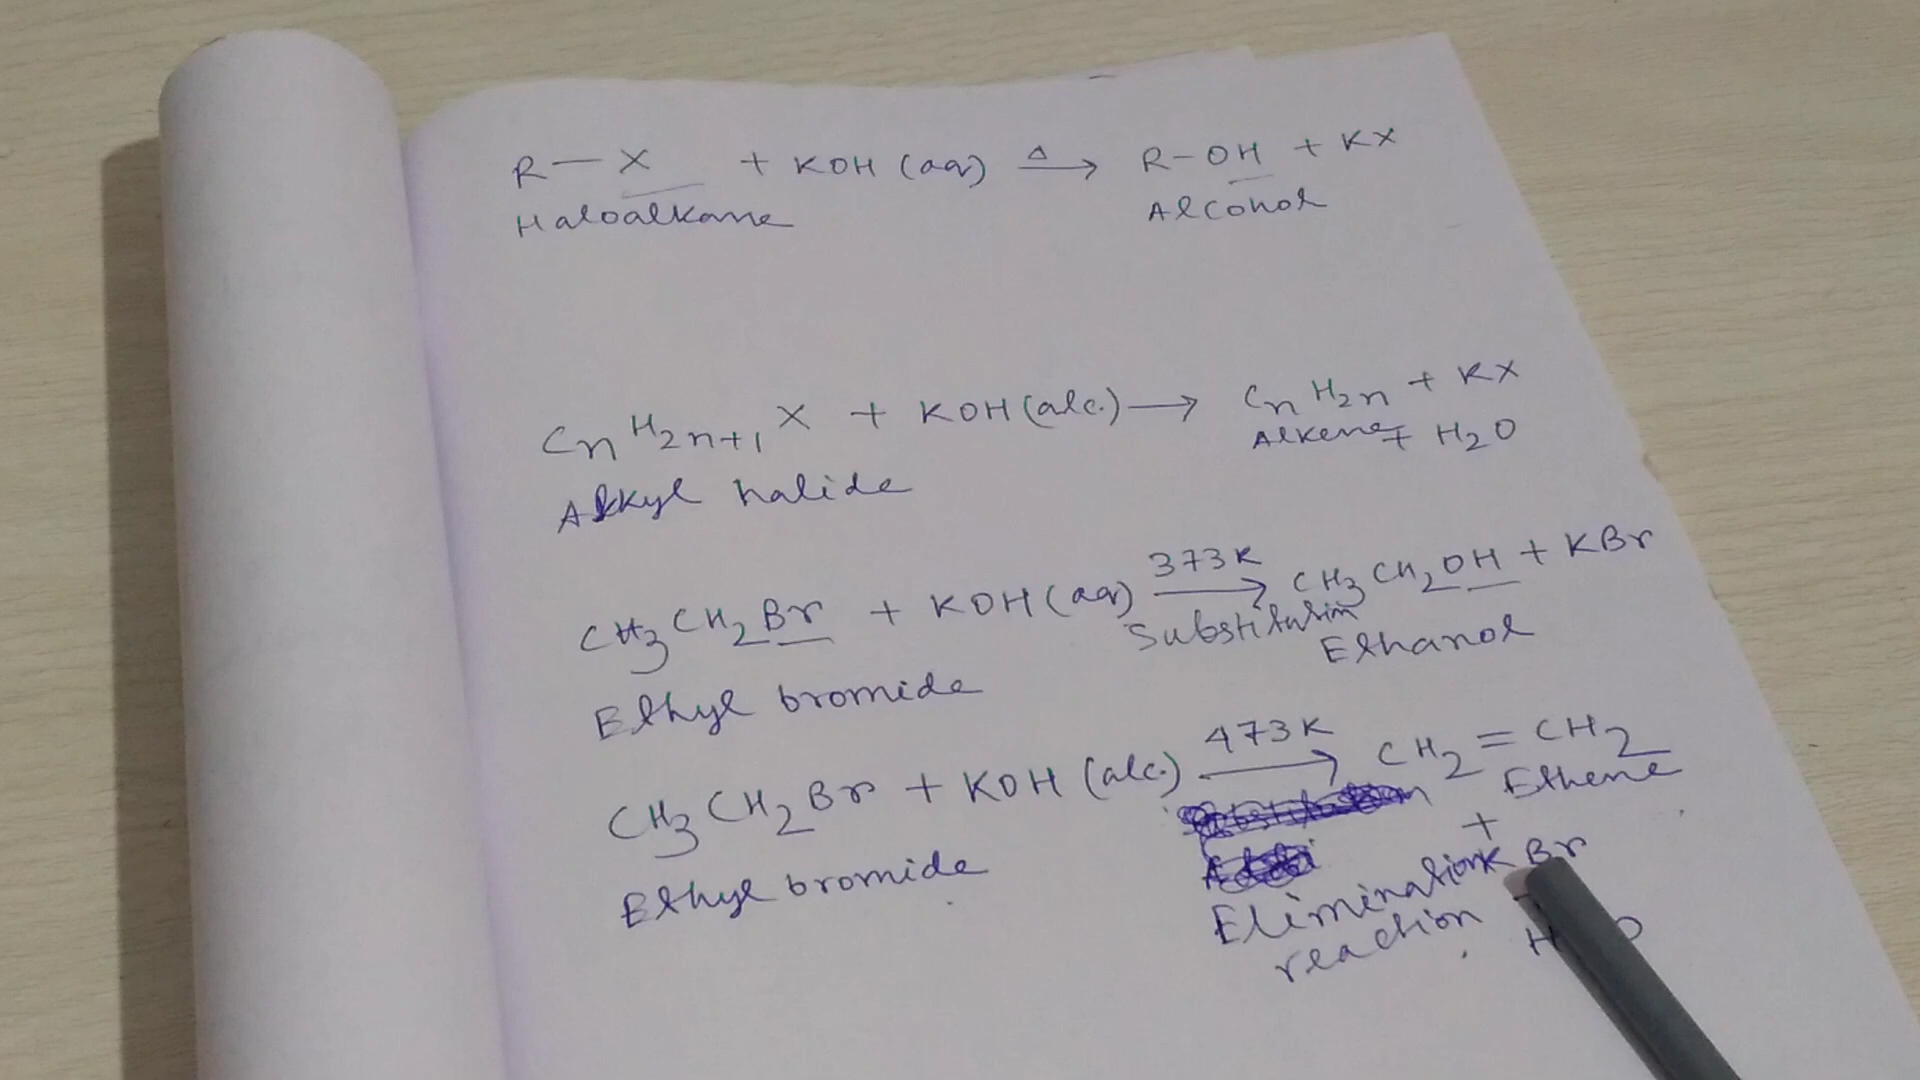 R — X + KOH (aq) Δ → R-OH + KX
Haloalkane Alcohol
CnH2n+1X + KOH (alc.) → CnH2n + KX
Alkene + H2O
Alkyl halide
373K
CH3CH2Br + KOH (aq) → CH3CH2OH + KBr
Substitution
Ethanol
Ethyl bromide
473K
CH3CH2Br + KOH (alc.) → CH2=CH2
Ethene
+
Ethyl bromide
Elimination KBr
reaction